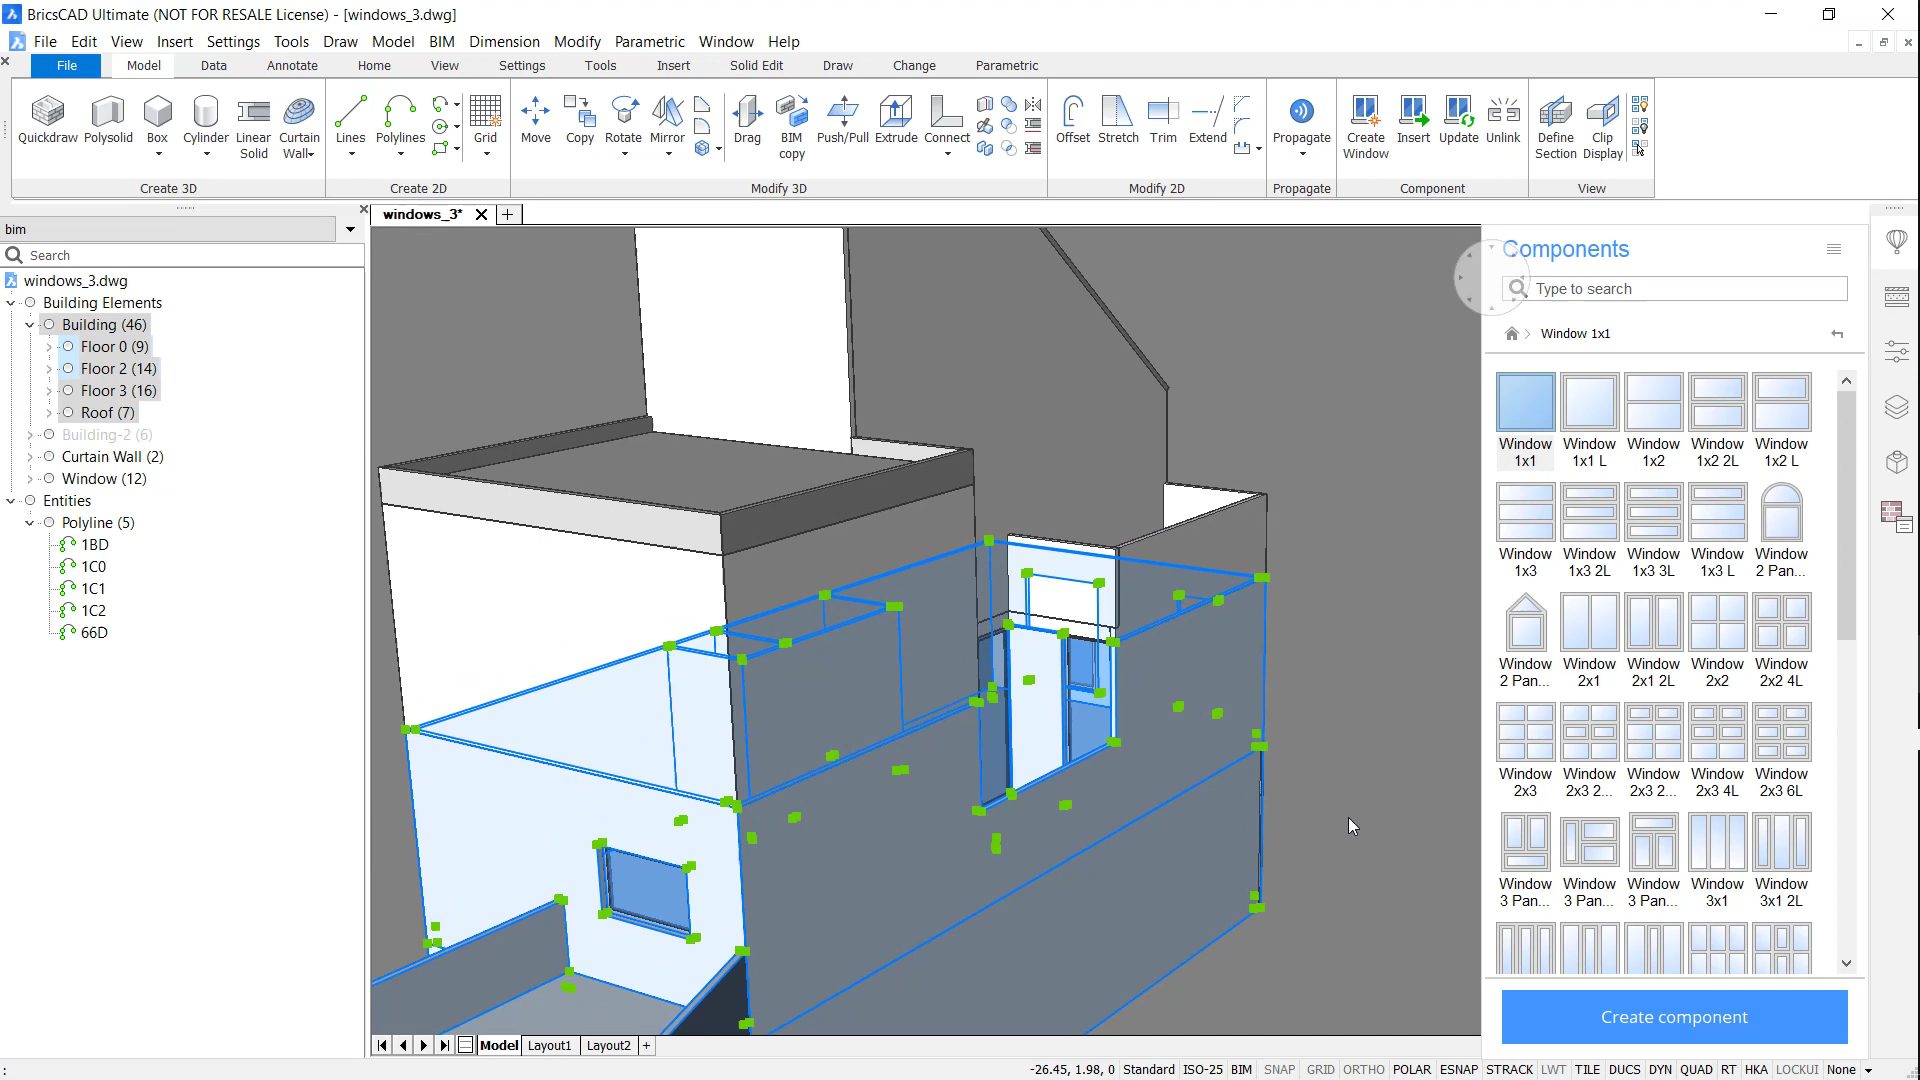 BricsCAD Ultimate (NOT FOR RESALE License) - [windows_3.dwg]
File Edit View Insert Settings Tools Draw Model BIM Dimension Modify Parametric Window Help
File Model Data Annotate Home View Settings Tools Insert Solid Edit Draw Change Parametric
Quickdraw Polysolid Box Cylinder Linear Solid Curtain Wall Lines Polylines Grid Move Copy Rotate Mirror Drag BIM copy Push/Pull Extrude Connect Offset Stretch Trim Extend Propagate Create Window Insert Update Unlink Define Section Clip Display
Create 3D Create 2D Modify 3D Modify 2D Propagate Component View
bim
windows_3*
Search
windows_3.dwg
Building Elements
Building (46)
Floor 0 (9)
Floor 2 (14)
Floor 3 (16)
Roof (7)
Building-2 (6)
Curtain Wall (2)
Window (12)
Entities
Polyline (5)
1BD
1C0
1C1
1C2
66D
Components
Type to search
Window 1x1
Window 1x1 Window 1x1 L Window 1x2 Window 1x2 2L Window 1x2 L
Window 1x3 Window 1x3 2L Window 1x3 3L Window 1x3 L Window 2 Pan...
Window 2 Pan... Window 2x1 Window 2x1 2L Window 2x2 Window 2x2 4L
Window 2x3 Window 2x3 2... Window 2x3 2... Window 2x3 4L Window 2x3 6L
Window 3 Pan... Window 3 Pan... Window 3 Pan... Window 3x1 Window 3x1 2L
Create component
Model Layout1 Layout2 +
: -26.45, 1.98, 0 Standard ISO-25 BIM SNAP GRID ORTHO POLAR ESNAP STRACK LWT TILE DUCS DYN QUAD RT HKA LOCKUI None